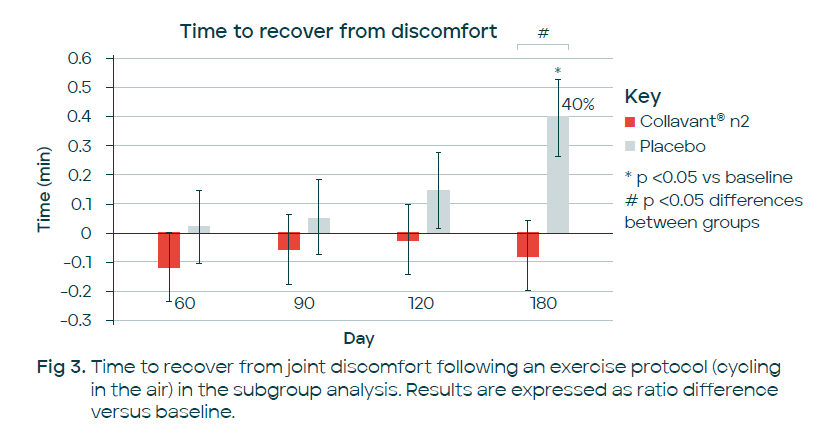 Time to recover from discomfort
#
0.6
0.5
0.4
0.3
0.2
0.1
0
-0.1
-0.2
-0.3
Time (min)
*
40%
60 90 120 180
Day
Key
Collavant® n2
Placebo
* p <0.05 vs baseline
# p <0.05 differences
between groups
Fig 3. Time to recover from joint discomfort following an exercise protocol (cycling
in the air) in the subgroup analysis. Results are expressed as ratio difference
versus baseline.